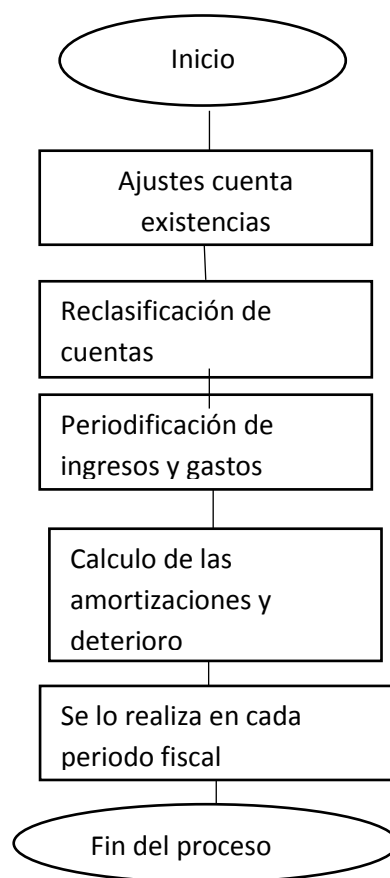 Inicio
Ajustes cuenta
existencias
Reclasificación de
cuentas
Periodificación de
ingresos y gastos
Calculo de las
amortizaciones y
deterioro
Se lo realiza en cada
periodo fiscal
Fin del proceso